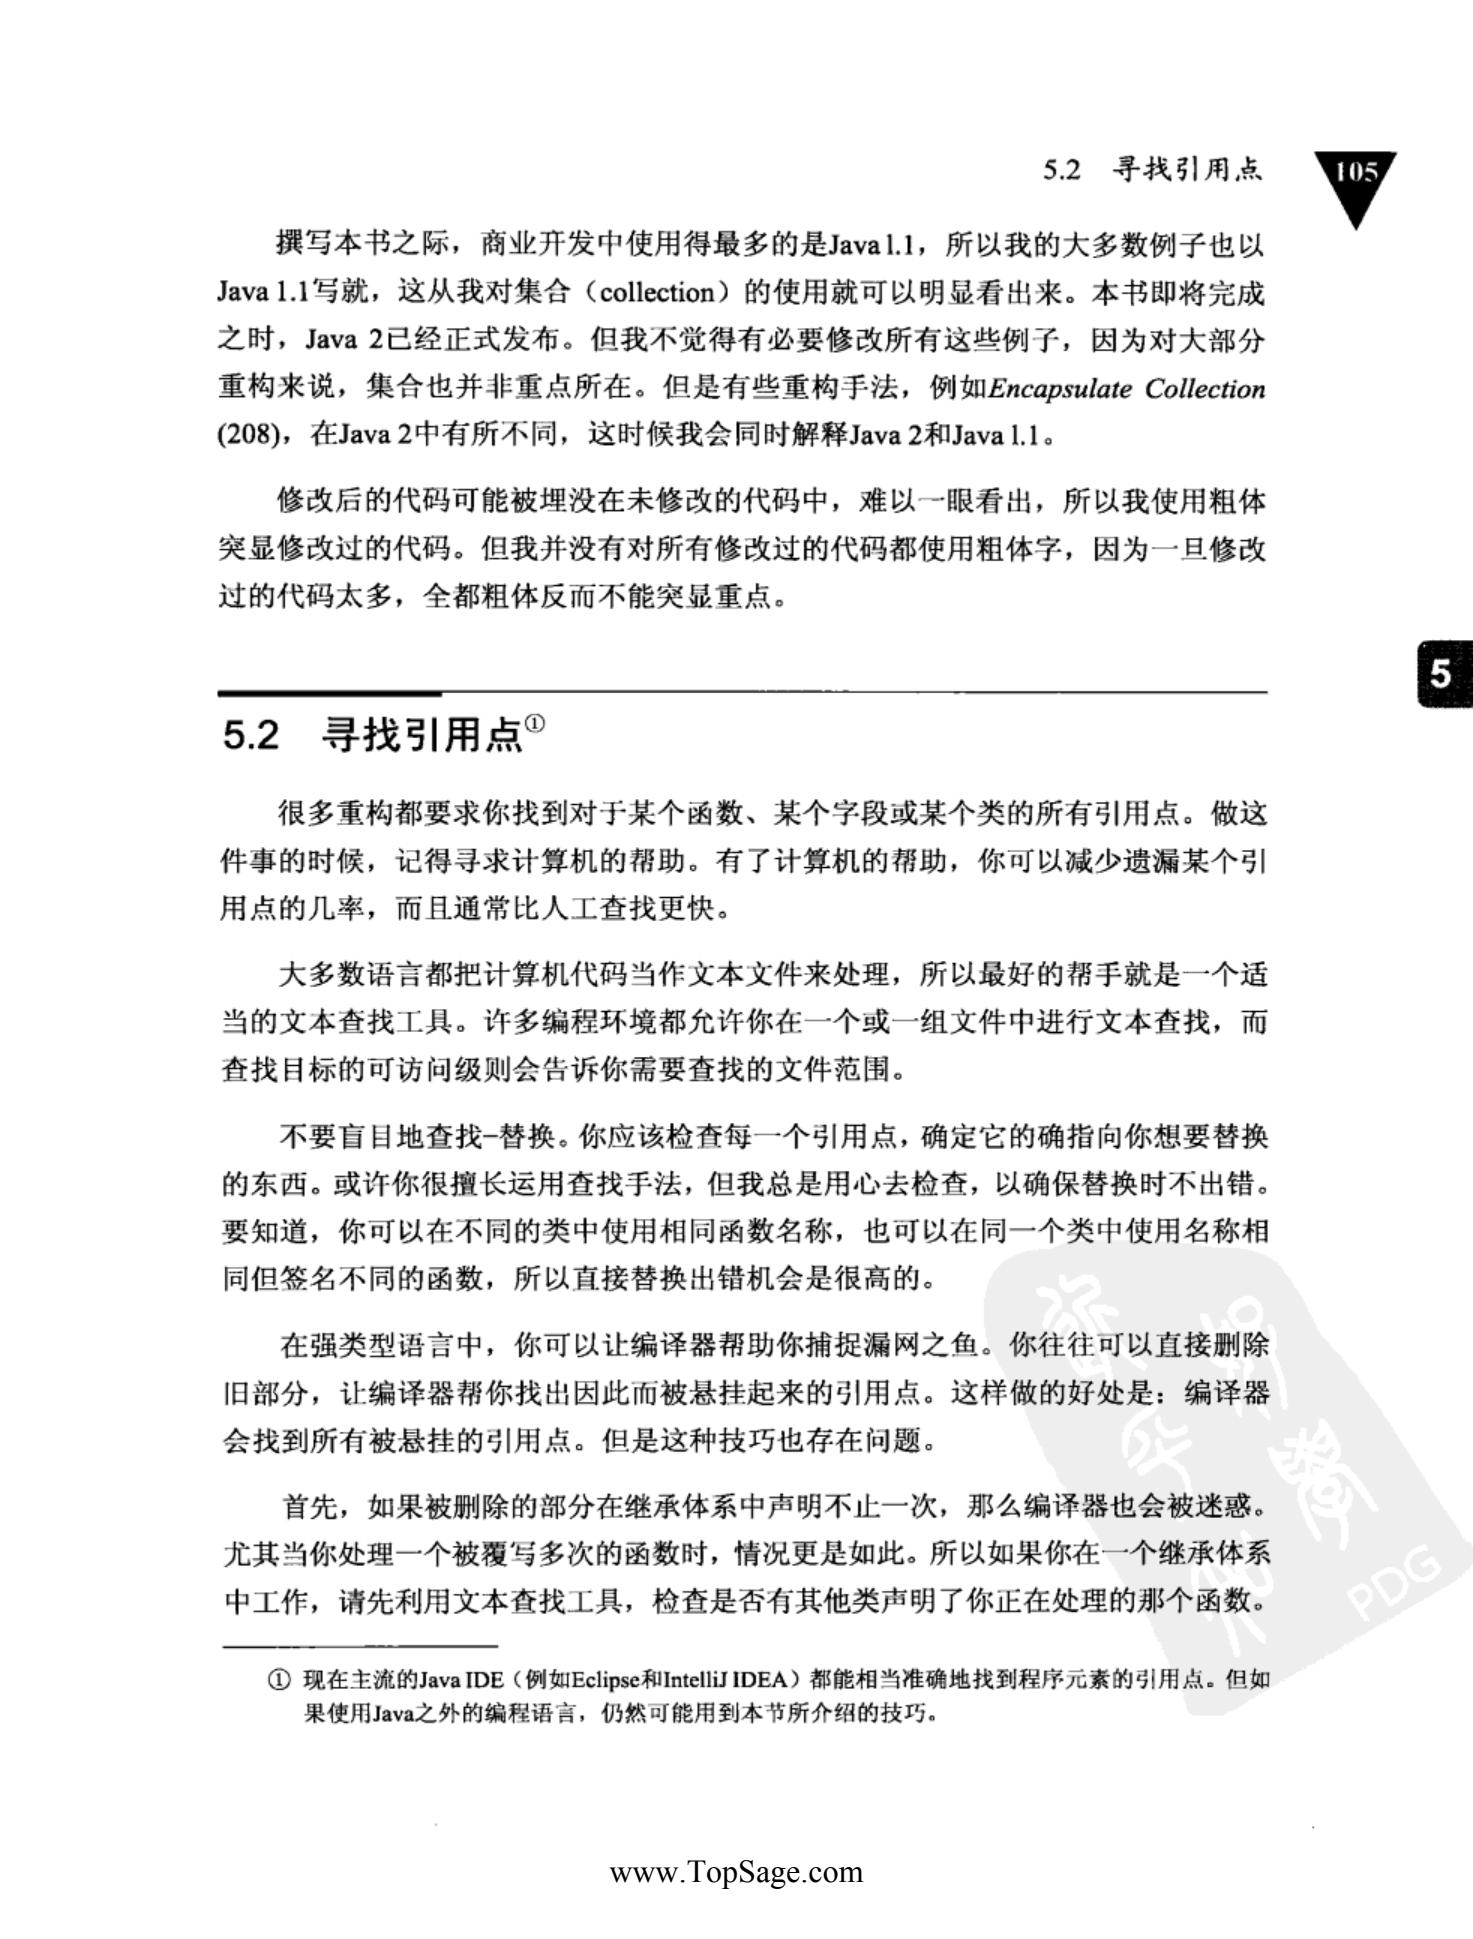 5.2 寻找引用点
105
撰写本书之际，商业开发中使用得最多的是Java 1.1，所以我的大多数例子也以
Java 1.1写就，这从我对集合（collection）的使用就可以明显看出来。本书即将完成
之时，Java 2已经正式发布。但我不觉得有必要修改所有这些例子，因为对大部分
重构来说，集合也并非重点所在。但是有些重构手法，例如Encapsulate Collection
(208)，在Java 2中有所不同，这时候我会同时解释Java 2和Java 1.1。
修改后的代码可能被埋没在未修改的代码中，难以一眼看出，所以我使用粗体
突显修改过的代码。但我并没有对所有修改过的代码都使用粗体字，因为一旦修改
过的代码太多，全都粗体反而不能突显重点。
5
5.2 寻找引用点①
很多重构都要求你找到对于某个函数、某个字段或某个类的所有引用点。做这
件事的时候，记得寻求计算机的帮助。有了计算机的帮助，你可以减少遗漏某个引
用点的几率，而且通常比人工查找更快。
大多数语言都把计算机代码当作文本文件来处理，所以最好的帮手就是一个适
当的文本查找工具。许多编程环境都允许你在一个或一组文件中进行文本查找，而
查找目标的可访问级则会告诉你需要查找的文件范围。
不要盲目地查找–替换。你应该检查每一个引用点，确定它的确指向你想要替换
的东西。或许你很擅长运用查找手法，但我总是用心去检查，以确保替换时不出错。
要知道，你可以在不同的类中使用相同函数名称，也可以在同一个类中使用名称相
同但签名不同的函数，所以直接替换出错机会是很高的。
在强类型语言中，你可以让编译器帮助你捕捉漏网之鱼。你往往可以直接删除
旧部分，让编译器帮你找出因此而被悬挂起来的引用点。这样做的好处是：编译器
会找到所有被悬挂的引用点。但是这种技巧也存在问题。
首先，如果被删除的部分在继承体系中声明不止一次，那么编译器也会被迷惑。
尤其当你处理一个被覆写多次的函数时，情况更是如此。所以如果你在一个继承体系
中工作，请先利用文本查找工具，检查是否有其他类声明了你正在处理的那个函数。
PDG
① 现在主流的Java IDE（例如Eclipse和IntelliJ IDEA）都能相当准确地找到程序元素的引用点。但如
果使用Java之外的编程语言，仍然可能用到本节所介绍的技巧。
www.TopSage.com